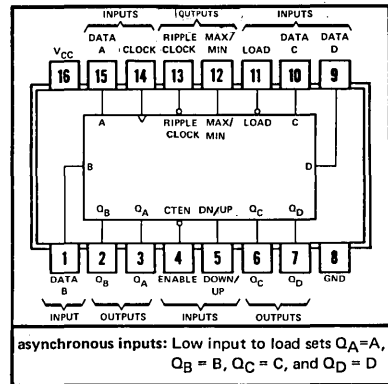 INPUTS OUTPUTS INPUTS
DATA RIPPLE MAX/ DATA DATA
VCC A CLOCK CLOCK MIN LOAD C D
16 15 14 13 12 11 10 9
A RIPPLE MAX/ LOAD C
CLOCK MIN
B D
QB QA CTEN DN/UP QC QD
1 2 3 4 5 6 7 8
DATA QB QA ENABLE DOWN/ QC QD GND
B UP
INPUT OUTPUTS INPUTS OUTPUTS
asynchronous inputs: Low input to load sets QA=A,
QB = B, QC = C, and QD = D